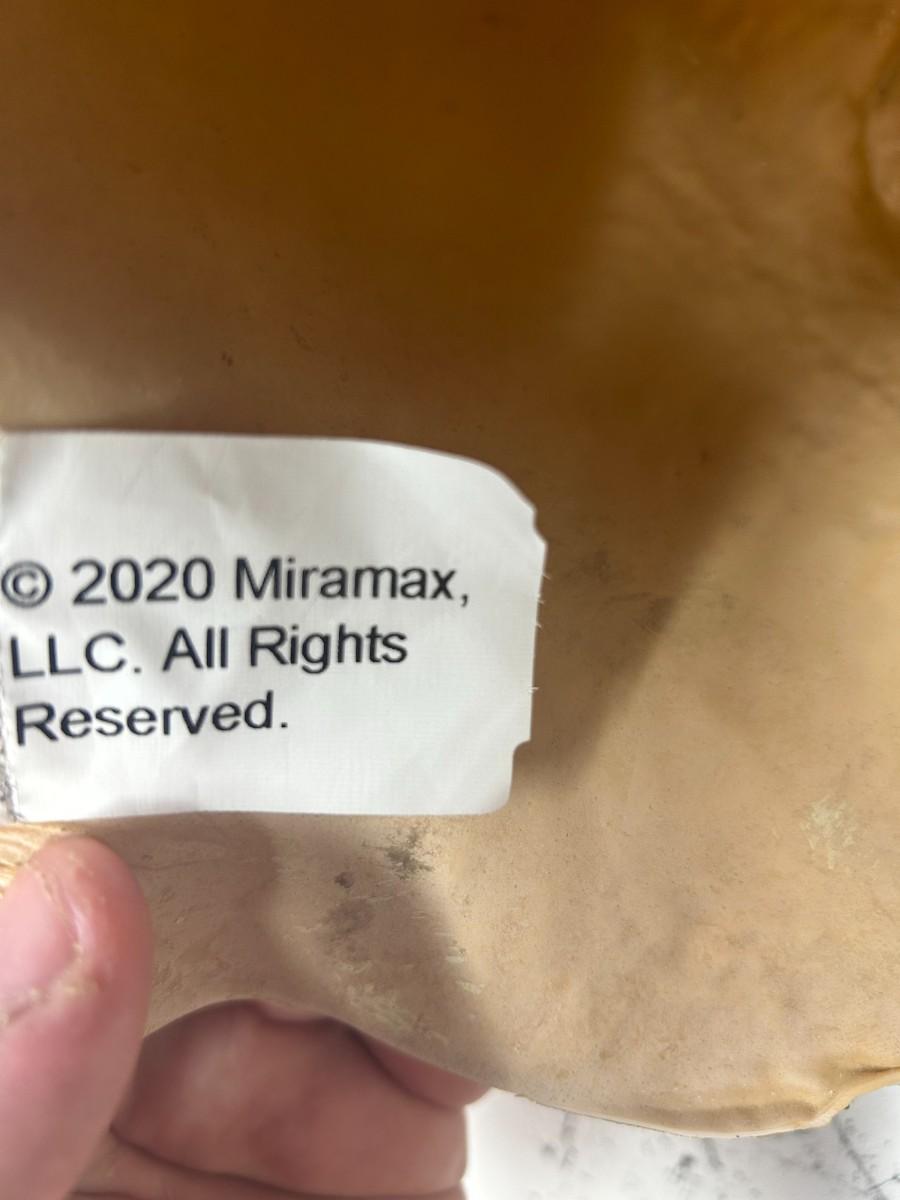 © 2020 Miramax,
LLC. All Rights
Reserved.